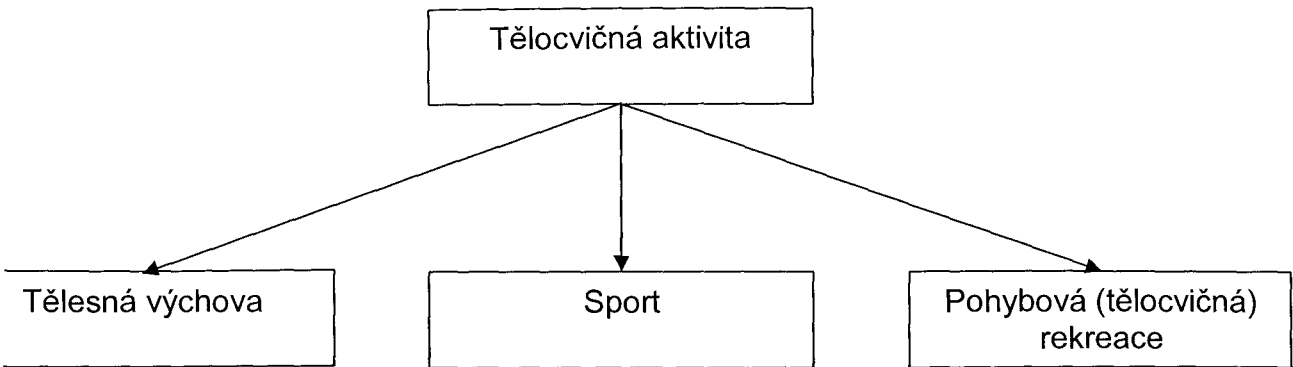 Tělocvičná aktivita
Tělesná výchova
Sport
Pohybová (tělocvičná)
rekreace